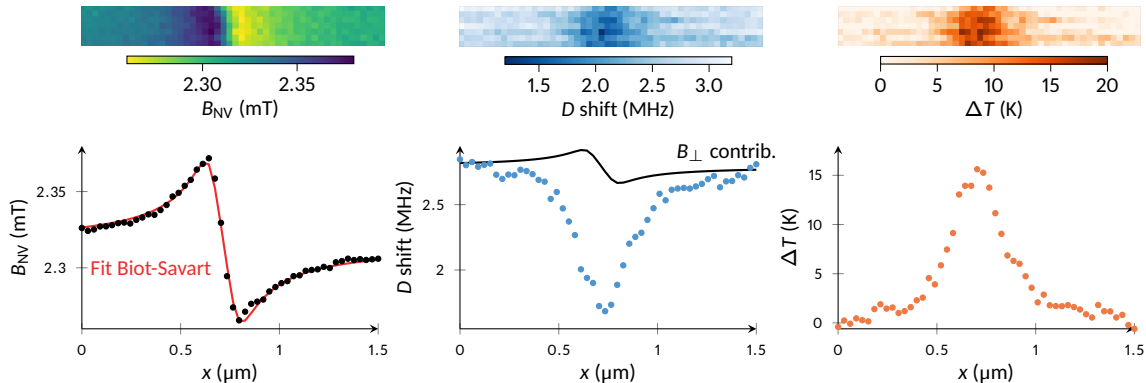 2.30 2.35
B_NV (mT)
1.5 2.0 2.5 3.0
D shift (MHz)
0 5 10 15 20
ΔT (K)
2.35
2.3
B_NV (mT)
Fit Biot-Savart
0 0.5 1 1.5
x (μm)
B⊥ contrib.
2.5
2
D shift (MHz)
0 0.5 1 1.5
x (μm)
15
10
5
0
ΔT (K)
0 0.5 1 1.5
x (μm)